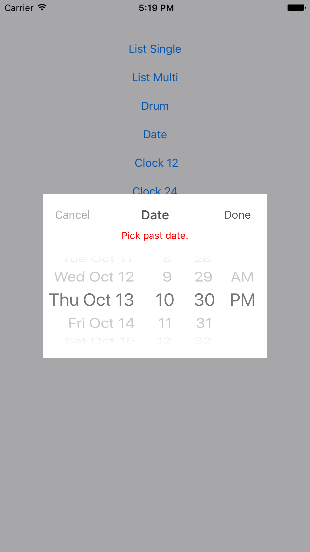 Carrier 5:19 PM
List Single
List Multi
Drum
Date
Clock 12
Clock 24
Cancel Date Done
Pick past date.
Tue Oct 11 8 28
Wed Oct 12 9 29 AM
Thu Oct 13 10 30 PM
Fri Oct 14 11 31
Sat Oct 15 12 32